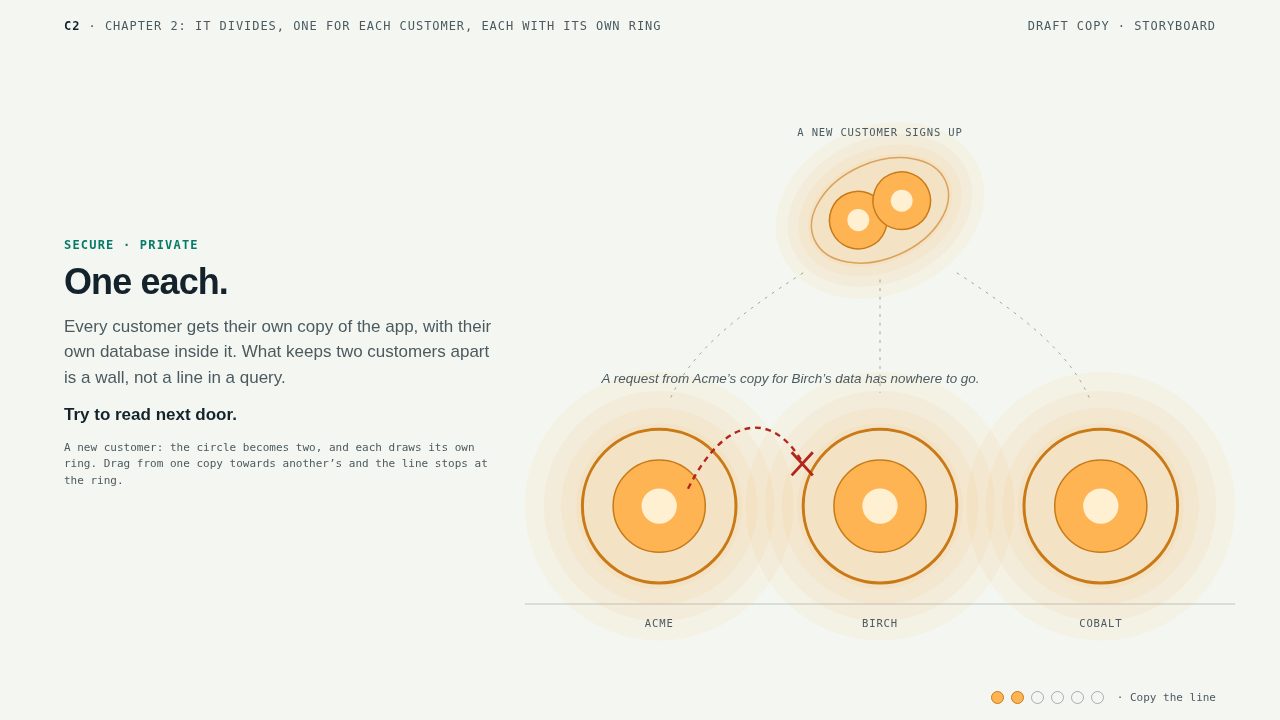 C2 · CHAPTER 2: IT DIVIDES, ONE FOR EACH CUSTOMER, EACH WITH ITS OWN RING
DRAFT COPY · STORYBOARD
A NEW CUSTOMER SIGNS UP
SECURE · PRIVATE
One each.
Every customer gets their own copy of the app, with their
own database inside it. What keeps two customers apart
is a wall, not a line in a query.
Try to read next door.
A new customer: the circle becomes two, and each draws its own
ring. Drag from one copy towards another’s and the line stops at
the ring.
A request from Acme’s copy for Birch’s data has nowhere to go.
ACME
BIRCH
COBALT
· Copy the line